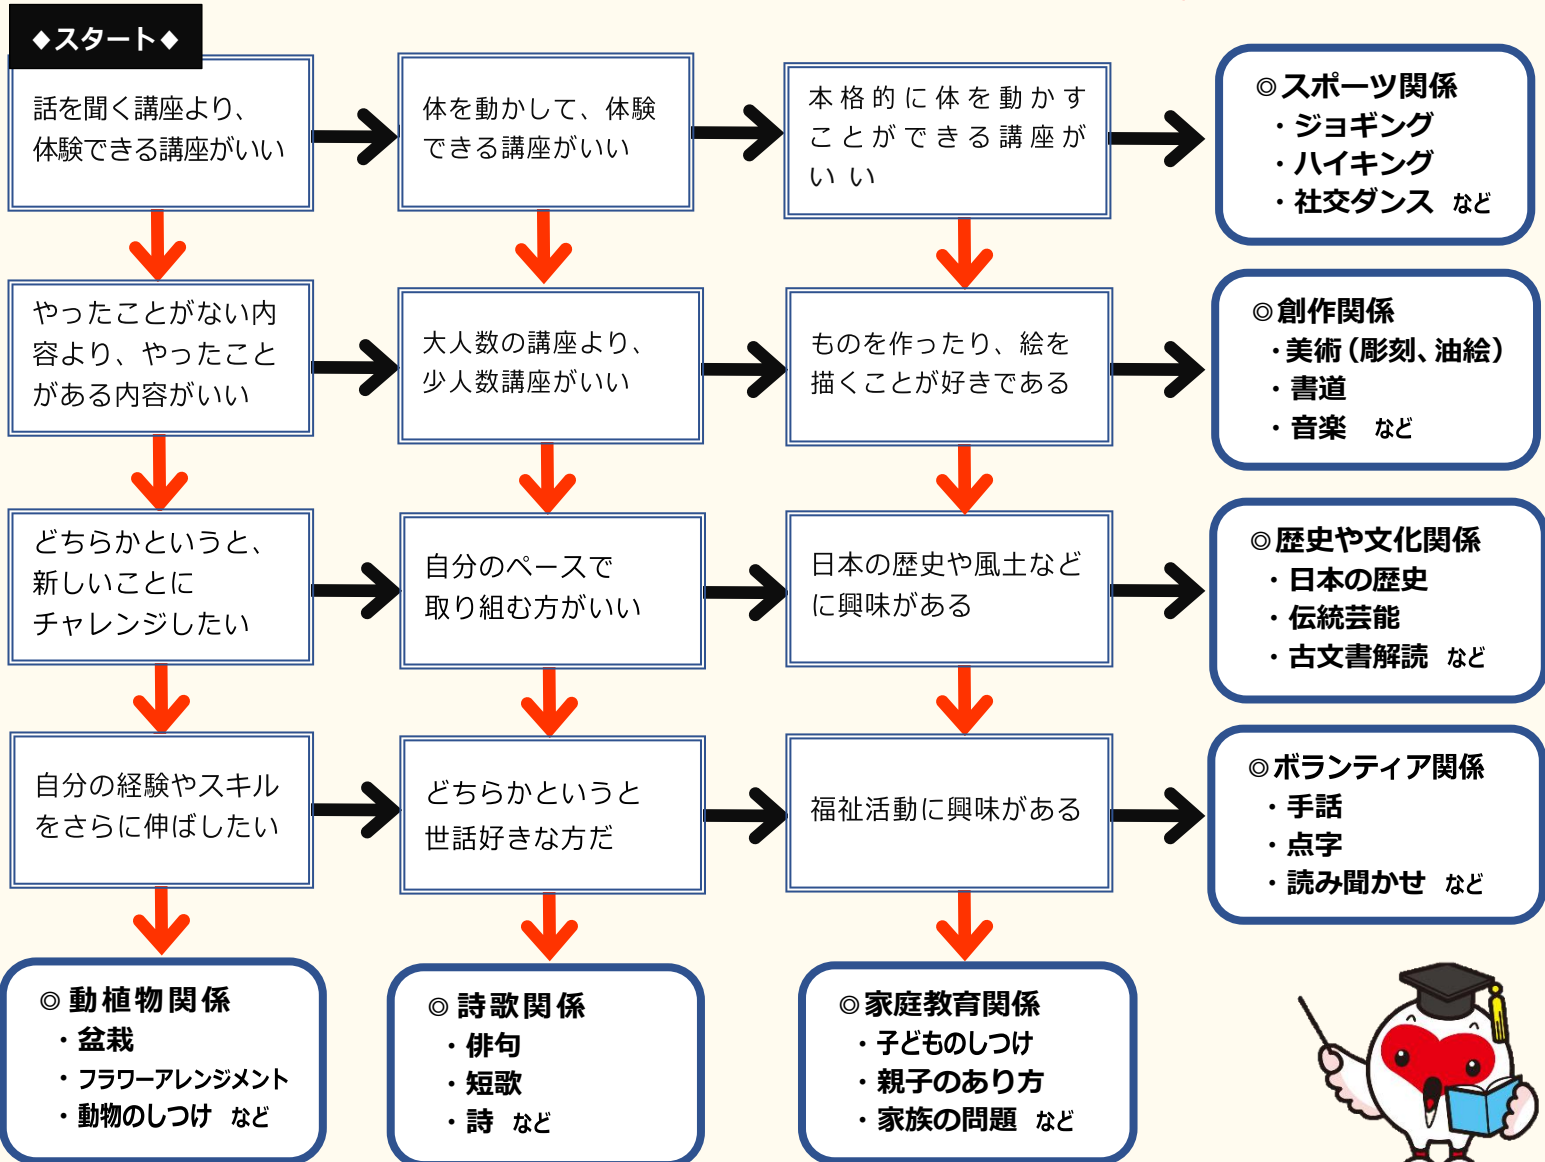 ◆スタート◆
話を聞く講座より、
体験できる講座がいい
体を動かして、体験
できる講座がいい
本格的に体を動かす
ことができる講座が
いい
◎スポーツ関係
・ジョギング
・ハイキング
・社交ダンス など
やったことがない内
容より、やったこと
がある内容がいい
大人数の講座より、
少人数講座がいい
ものを作ったり、絵を
描くことが好きである
◎創作関係
・美術（彫刻、油絵）
・書道
・音楽 など
どちらかというと、
新しいことに
チャレンジしたい
自分のペースで
取り組む方がいい
日本の歴史や風土など
に興味がある
◎歴史や文化関係
・日本の歴史
・伝統芸能
・古文書解読 など
自分の経験やスキル
をさらに伸ばしたい
どちらかというと
世話好きな方だ
福祉活動に興味がある
◎ボランティア関係
・手話
・点字
・読み聞かせ など
◎動植物関係
・盆栽
・フラワーアレンジメント
・動物のしつけ など
◎詩歌関係
・俳句
・短歌
・詩 など
◎家庭教育関係
・子どものしつけ
・親子のあり方
・家族の問題 など